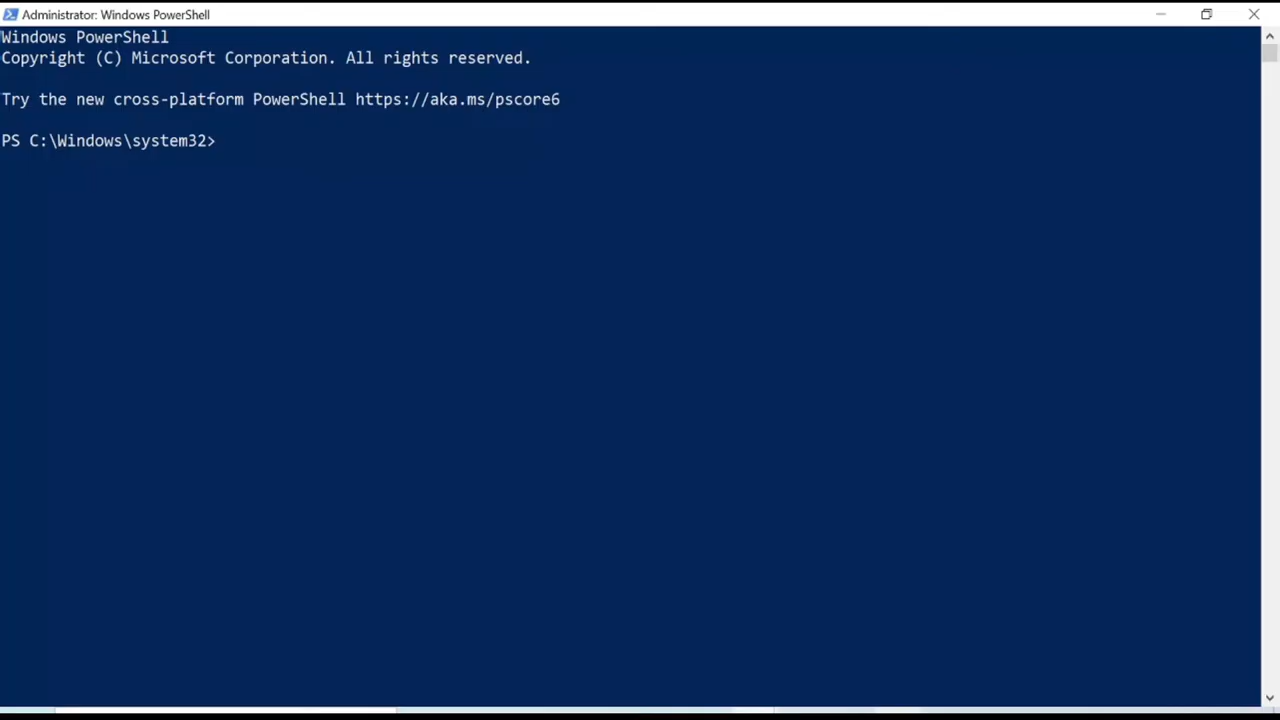 Administrator: Windows PowerShell
Windows PowerShell
Copyright (C) Microsoft Corporation. All rights reserved.
Try the new cross-platform PowerShell https://aka.ms/pscore6
PS C:\Windows\system32>